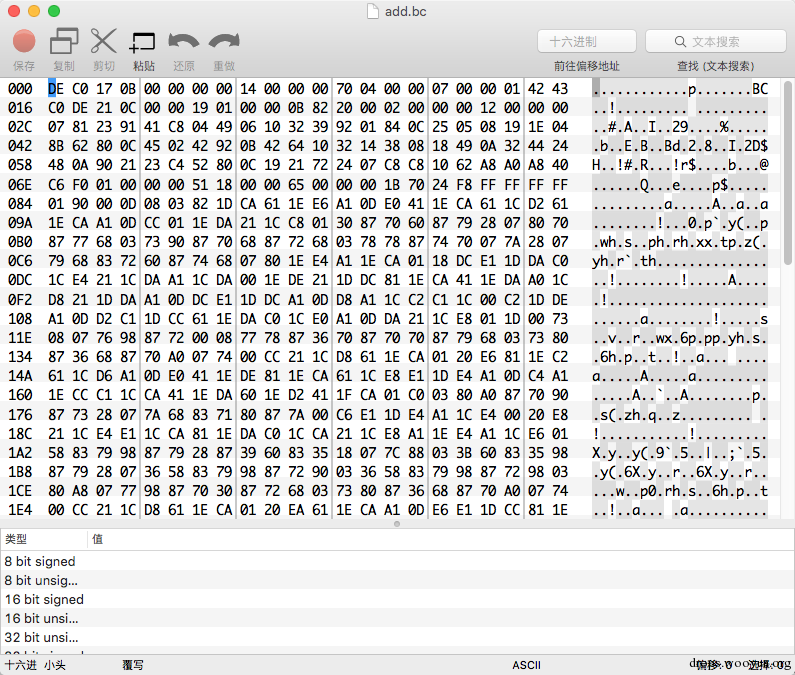 add.bc
十六进制
文本搜索
保存 复制 剪切 粘贴 还原 重做 前往偏移地址 查找 (文本搜索)
000 DE C0 17 0B 00 00 00 00 14 00 00 00 70 04 00 00 07 00 00 01 42 43 ............p.......BC
016 C0 DE 21 0C 00 00 19 01 00 00 0B 82 20 00 02 00 00 00 12 00 00 00 ..!......... .........
02C 07 81 23 91 41 C8 04 49 06 10 32 39 92 01 84 0C 25 05 08 19 1E 04 ..#.A..I..29....%.....
042 8B 62 80 0C 45 02 42 92 0B 42 64 10 32 14 38 08 18 49 0A 32 44 24 .b..E.B..Bd.2.8..I.2D$
058 48 0A 90 21 23 C4 52 80 0C 19 21 72 24 07 C8 C8 10 62 A8 A0 A8 40 H..!#.R...!r$....b...@
06E C6 F0 01 00 00 00 51 18 00 00 65 00 00 00 1B 70 24 F8 FF FF FF FF ......Q...e....p$.....
084 01 90 00 0D 08 03 82 1D CA 61 1E E6 A1 0D E0 41 1E CA 61 1C D2 61 .........a.....A..a..a
09A 1E CA A1 0D CC 01 1E DA 21 1C C8 01 30 87 70 60 87 79 28 07 80 70 ........!...0.p`.y(..p
0B0 87 77 68 03 73 90 87 70 68 87 72 68 03 78 78 87 74 70 07 7A 28 07 .wh.s..ph.rh.xx.tp.z(.
0C6 79 68 83 72 60 87 74 68 07 80 1E E4 A1 1E CA 01 18 DC E1 1D DA C0 yh.r`.th..............
0DC 1C E4 21 1C DA A1 1C DA 00 1E DE 21 1D DC 81 1E CA 41 1E DA A0 1C ..!........!.....A....
0F2 D8 21 1D DA A1 0D DC E1 1D DC A1 0D D8 A1 1C C2 C1 1C 00 C2 1D DE .!....................
108 A1 0D D2 C1 1D CC 61 1E DA C0 1C E0 A1 0D DA 21 1C E8 01 1D 00 73 ......a........!.....s
11E 08 07 76 98 87 72 00 08 77 78 87 36 70 87 70 70 87 79 68 03 73 80 ..v..r..wx.6p.pp.yh.s.
134 87 36 68 87 70 A0 07 74 00 CC 21 1C D8 61 1E CA 01 20 E6 81 1E C2 .6h.p..t..!..a... ....
14A 61 1C D6 A1 0D E0 41 1E DE 81 1E CA 61 1C E8 E1 1D E4 A1 0D C4 A1 a.....A.....a.........
160 1E CC C1 1C CA 41 1E DA 60 1E D2 41 1F CA 01 C0 03 80 A0 87 70 90 .....A..`..A........p.
176 87 73 28 07 7A 68 83 71 80 87 7A 00 C6 E1 1D E4 A1 1C E4 00 20 E8 .s(.zh.q..z......... .
18C 21 1C E4 E1 1C CA 81 1E DA C0 1C CA 21 1C E8 A1 1E E4 A1 1C E6 01 !...........!.........
1A2 58 83 79 98 87 79 28 87 39 60 83 35 18 07 7C 88 03 3B 60 83 35 98 X.y..y(.9`.5..|..;`.5.
1B8 87 79 28 07 36 58 83 79 98 87 72 90 03 36 58 83 79 98 87 72 98 03 .y(.6X.y..r..6X.y..r..
1CE 80 A8 07 77 98 87 70 30 87 72 68 03 73 80 87 36 68 87 70 A0 07 74 ...w..p0.rh.s..6h.p..t
1E4 00 CC 21 1C D8 61 1E CA 01 20 EA 61 1E CA A1 0D E6 E1 1D CC 81 1E ..!..a... .a..........
类型 值
8 bit signed
8 bit unsig...
16 bit signed
16 bit unsi...
32 bit unsi...
十六进 小头 覆写 ASCII 偏移: 0 选择: 0
drops.wooyun.org